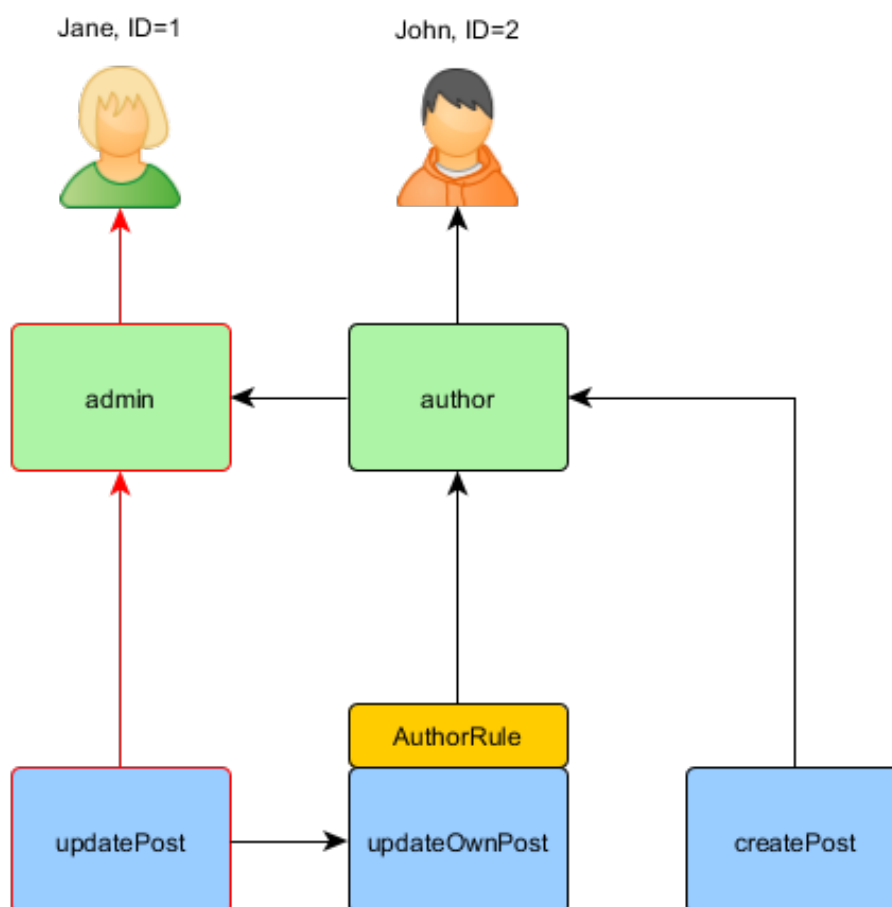 Jane, ID=1
John, ID=2
admin
author
AuthorRule
updatePost
updateOwnPost
createPost